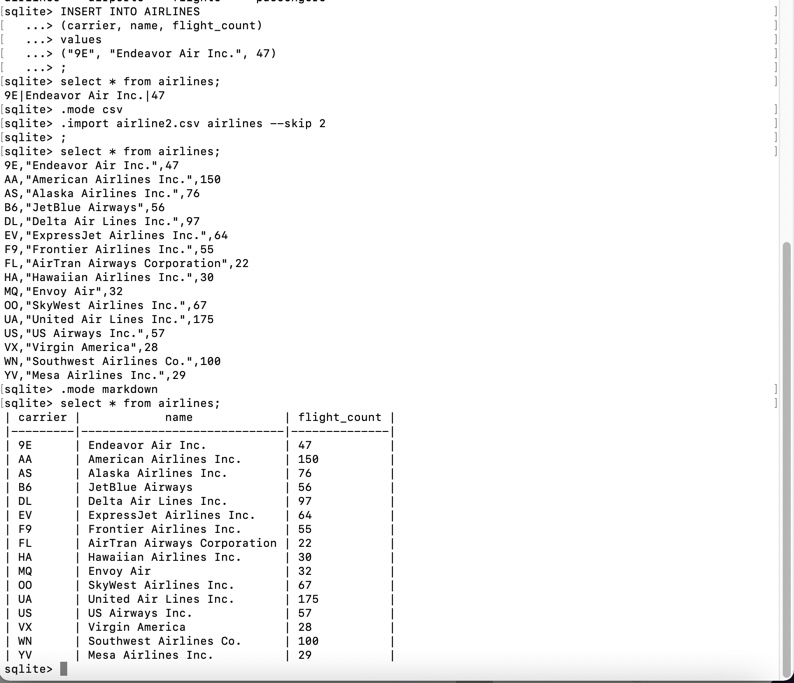 [sqlite> INSERT INTO AIRLINES ]
[   ...> (carrier, name, flight_count) ]
[   ...> values ]
[   ...> ("9E", "Endeavor Air Inc.", 47) ]
[   ...> ; ]
[sqlite> select * from airlines; ]
9E|Endeavor Air Inc.|47
[sqlite> .mode csv ]
[sqlite> .import airline2.csv airlines --skip 2 ]
[sqlite> ; ]
[sqlite> select * from airlines; ]
9E,"Endeavor Air Inc.",47
AA,"American Airlines Inc.",150
AS,"Alaska Airlines Inc.",76
B6,"JetBlue Airways",56
DL,"Delta Air Lines Inc.",97
EV,"ExpressJet Airlines Inc.",64
F9,"Frontier Airlines Inc.",55
FL,"AirTran Airways Corporation",22
HA,"Hawaiian Airlines Inc.",30
MQ,"Envoy Air",32
OO,"SkyWest Airlines Inc.",67
UA,"United Air Lines Inc.",175
US,"US Airways Inc.",57
VX,"Virgin America",28
WN,"Southwest Airlines Co.",100
YV,"Mesa Airlines Inc.",29
[sqlite> .mode markdown ]
[sqlite> select * from airlines; ]
| carrier |            name             | flight_count |
|---------|-----------------------------|--------------|
| 9E      | Endeavor Air Inc.           | 47           |
| AA      | American Airlines Inc.      | 150          |
| AS      | Alaska Airlines Inc.        | 76           |
| B6      | JetBlue Airways             | 56           |
| DL      | Delta Air Lines Inc.        | 97           |
| EV      | ExpressJet Airlines Inc.    | 64           |
| F9      | Frontier Airlines Inc.      | 55           |
| FL      | AirTran Airways Corporation | 22           |
| HA      | Hawaiian Airlines Inc.      | 30           |
| MQ      | Envoy Air                   | 32           |
| OO      | SkyWest Airlines Inc.       | 67           |
| UA      | United Air Lines Inc.       | 175          |
| US      | US Airways Inc.             | 57           |
| VX      | Virgin America              | 28           |
| WN      | Southwest Airlines Co.      | 100          |
| YV      | Mesa Airlines Inc.          | 29           |
sqlite>